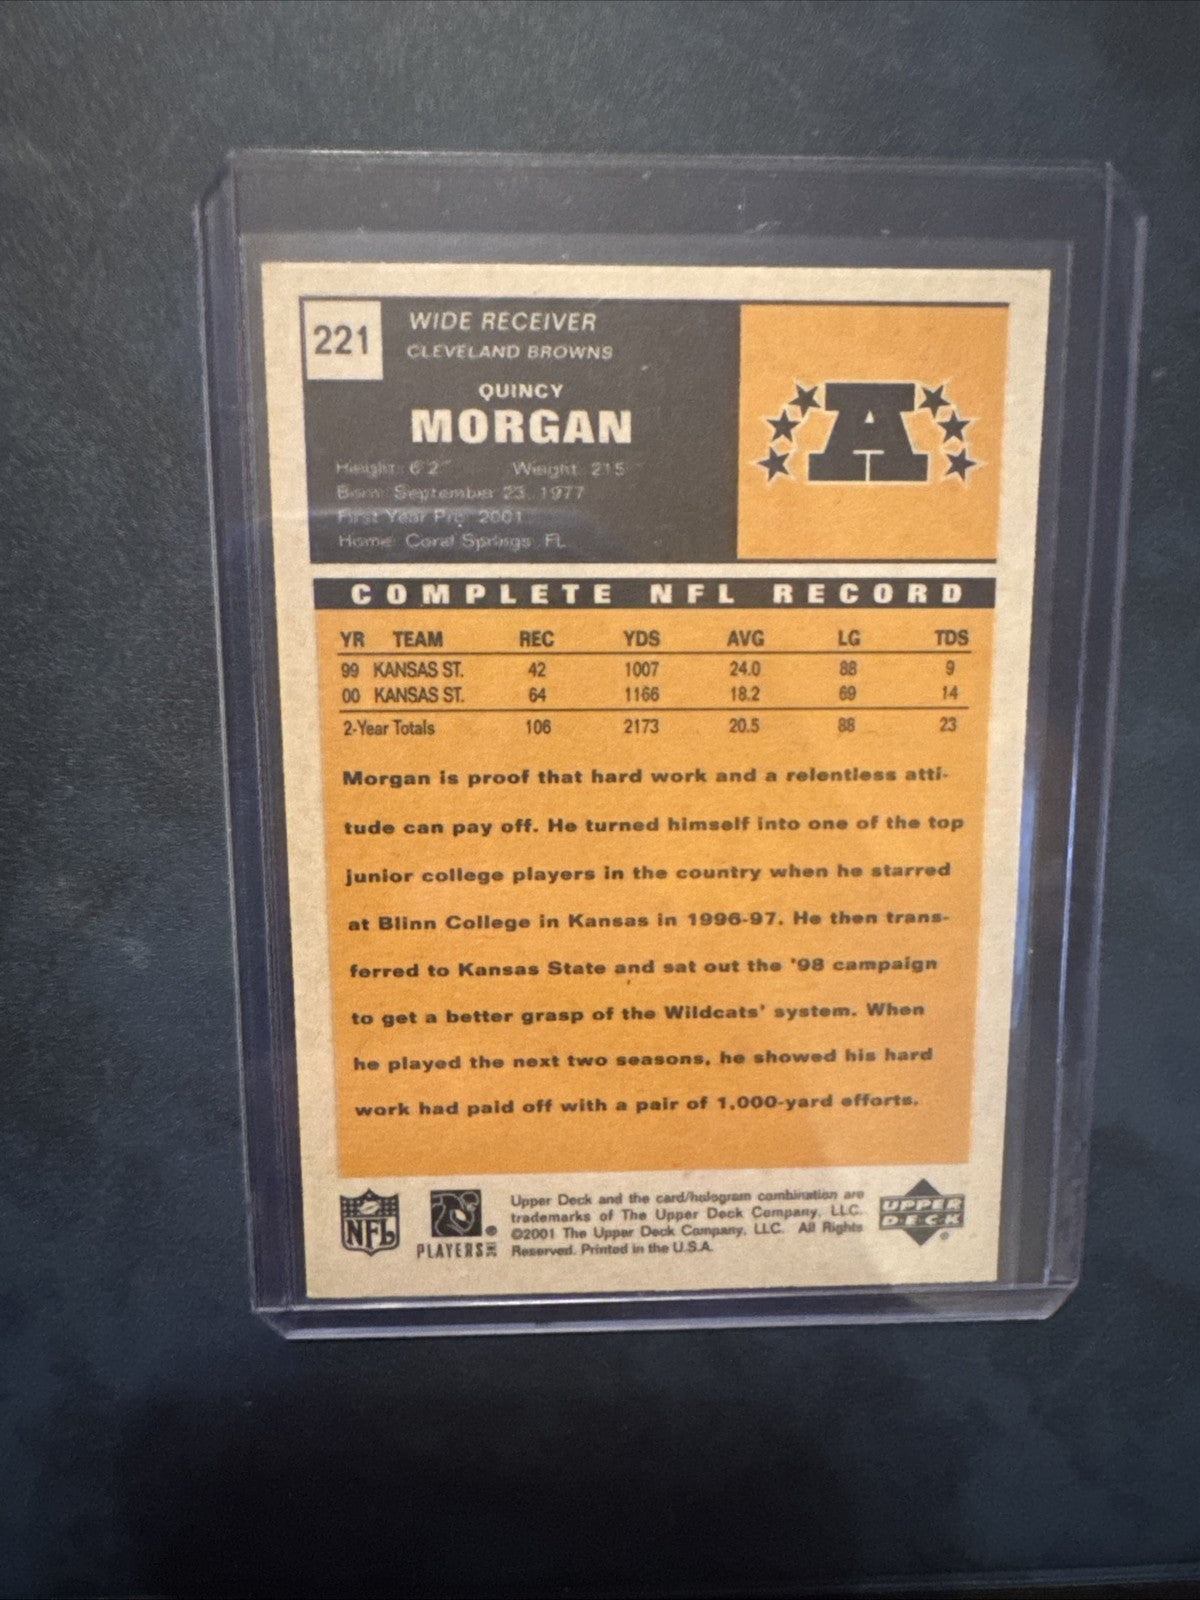 221
WIDE RECEIVER
CLEVELAND BROWNS
QUINCY
MORGAN
Height: 6'2" Weight: 215
Born: September 23, 1977
First Year Pro: 2001
Home: Coral Springs, FL
A
COMPLETE NFL RECORD
YR TEAM REC YDS AVG LG TDS
99 KANSAS ST. 42 1007 24.0 88 9
00 KANSAS ST. 64 1166 18.2 69 14
2-Year Totals 106 2173 20.5 88 23
Morgan is proof that hard work and a relentless atti-
tude can pay off. He turned himself into one of the top
junior college players in the country when he starred
at Blinn College in Kansas in 1996-97. He then trans-
ferred to Kansas State and sat out the '98 campaign
to get a better grasp of the Wildcats' system. When
he played the next two seasons, he showed his hard
work had paid off with a pair of 1,000-yard efforts.
NFL
PLAYERS INC
Upper Deck and the card/hologram combination are
trademarks of The Upper Deck Company, LLC.
©2001 The Upper Deck Company, LLC. All Rights
Reserved. Printed in the U.S.A.
UPPER
DECK